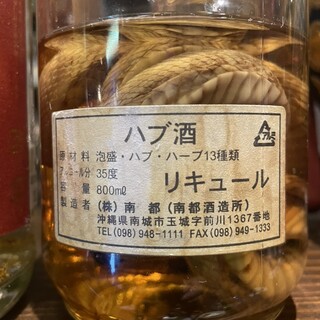 ハブ酒
原材料 泡盛・ハブ・ハーブ13種類
アルコール分 35度
容量 800mℓ リキュール
製造者 (株)南都(南都酒造所)
沖縄県南城市玉城字前川1367番地
TEL(098)948-1111 FAX(098)949-1333
アルミ